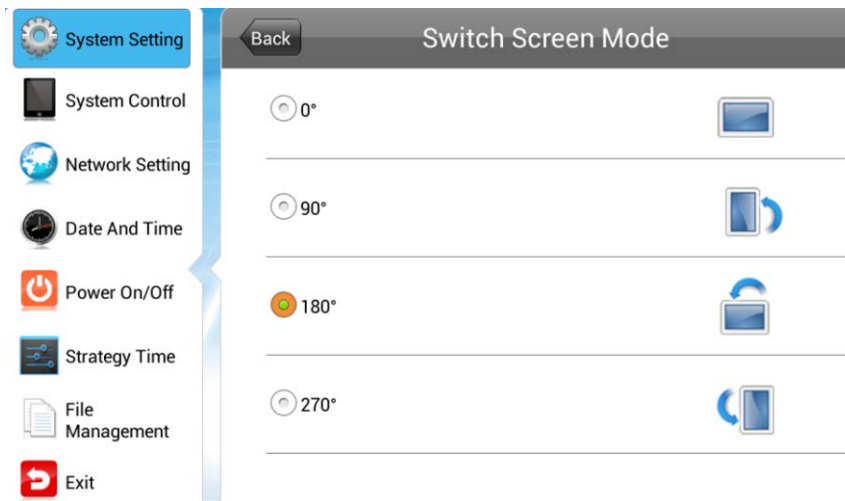 System Setting
System Control
Network Setting
Date And Time
Power On/Off
Strategy Time
File
Management
Exit
Back
Switch Screen Mode
0°
90°
180°
270°